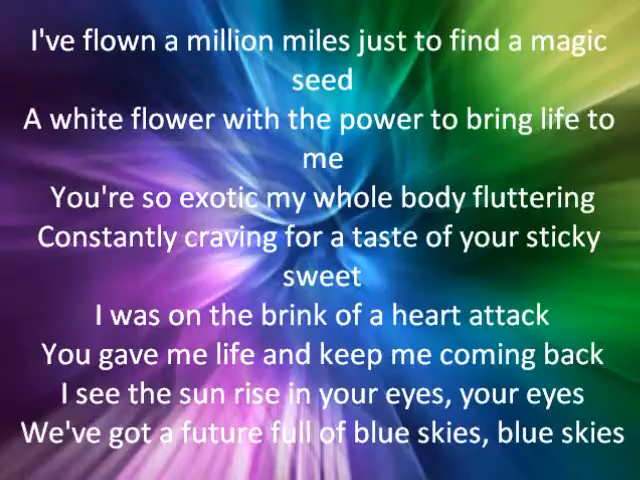 I've flown a million miles just to find a magic
seed
A white flower with the power to bring life to
me
You're so exotic my whole body fluttering
Constantly craving for a taste of your sticky
sweet
I was on the brink of a heart attack
You gave me life and keep me coming back
I see the sun rise in your eyes, your eyes
We've got a future full of blue skies, blue skies